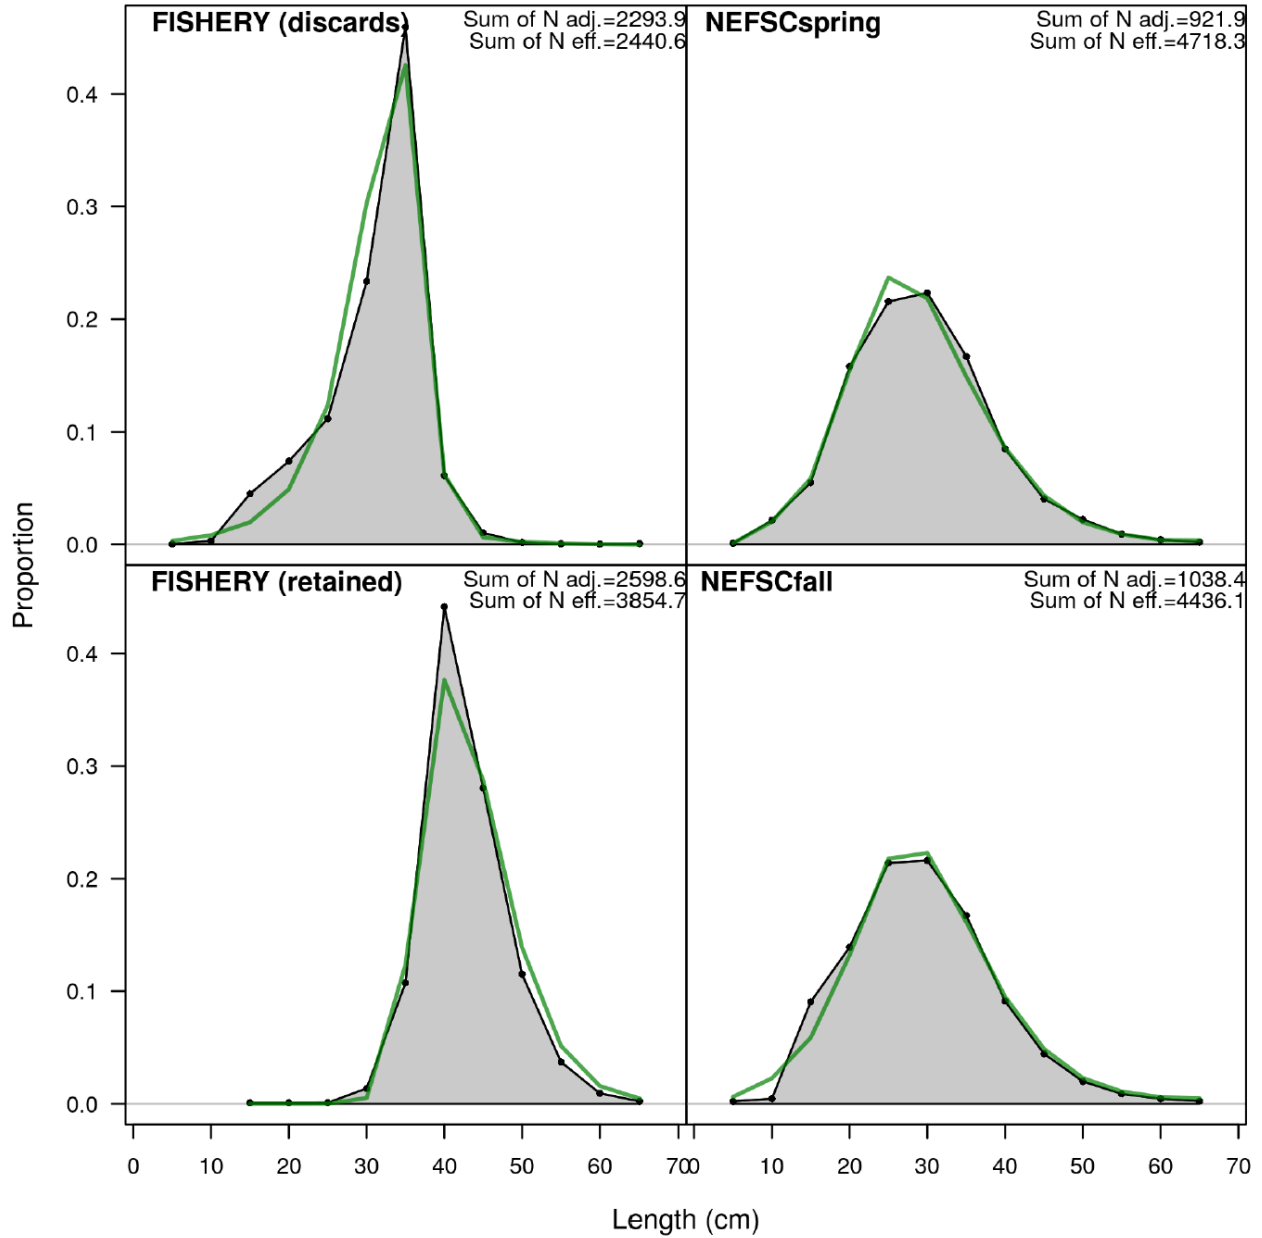 FISHERY (discards)
Sum of N adj.=2293.9
Sum of N eff.=2440.6
NEFSCspring
Sum of N adj.=921.9
Sum of N eff.=4718.3
0.4
0.3
0.2
0.1
0.0
FISHERY (retained)
Sum of N adj.=2598.6
Sum of N eff.=3854.7
NEFSCfall
Sum of N adj.=1038.4
Sum of N eff.=4436.1
0.4
0.3
0.2
0.1
0.0
Proportion
0 10 20 30 40 50 60 70
0 10 20 30 40 50 60 70
Length (cm)